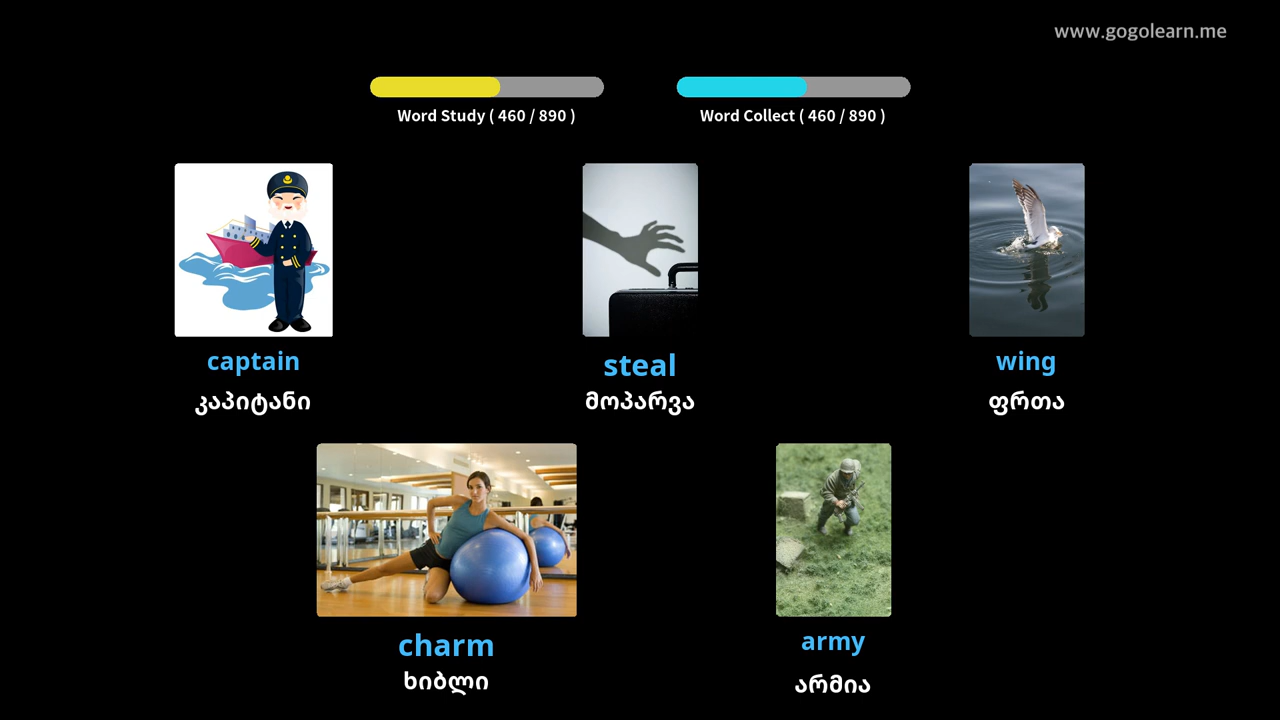 www.gogolearn.me
Word Study ( 460 / 890 )
Word Collect ( 460 / 890 )
captain
კაპიტანი
steal
მოპარვა
wing
ფრთა
charm
ხიბლი
army
არმია